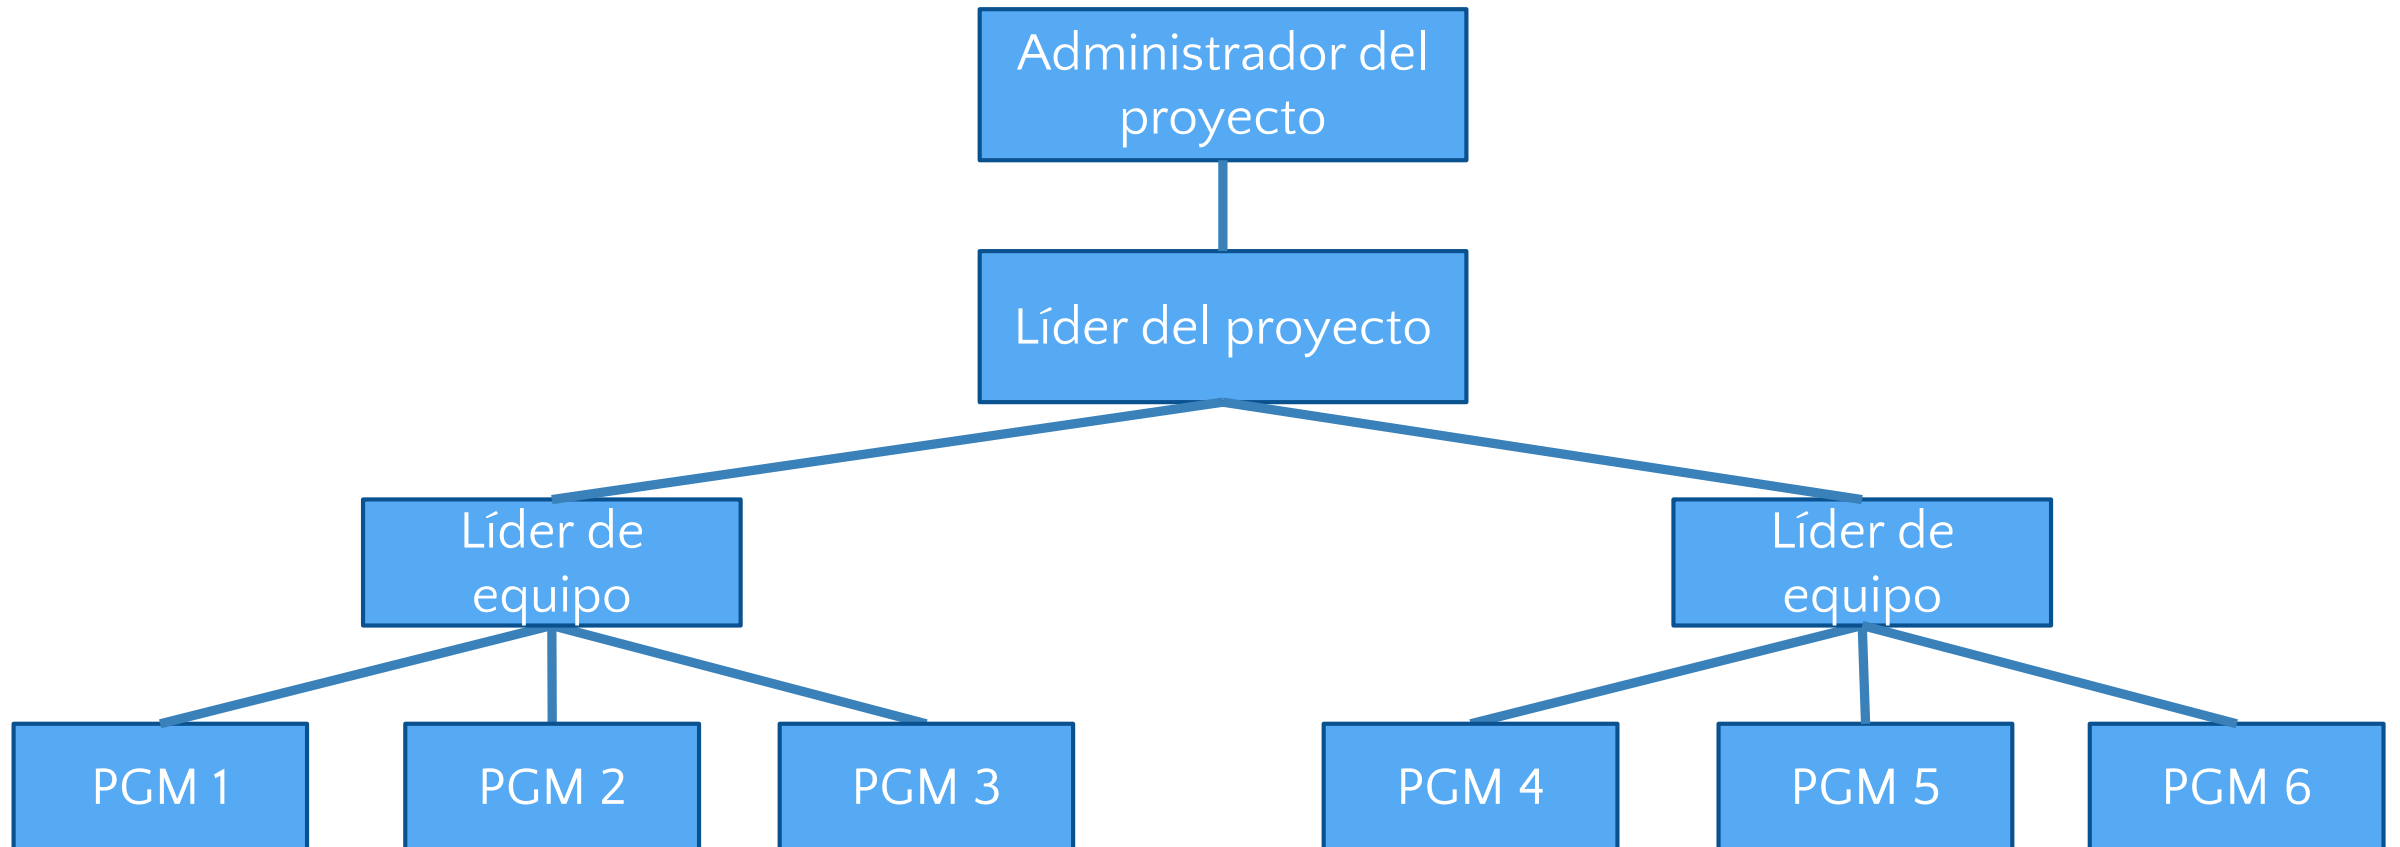 Administrador del
proyecto
Líder del proyecto
Líder de
equipo
Líder de
equipo
PGM 1
PGM 2
PGM 3
PGM 4
PGM 5
PGM 6